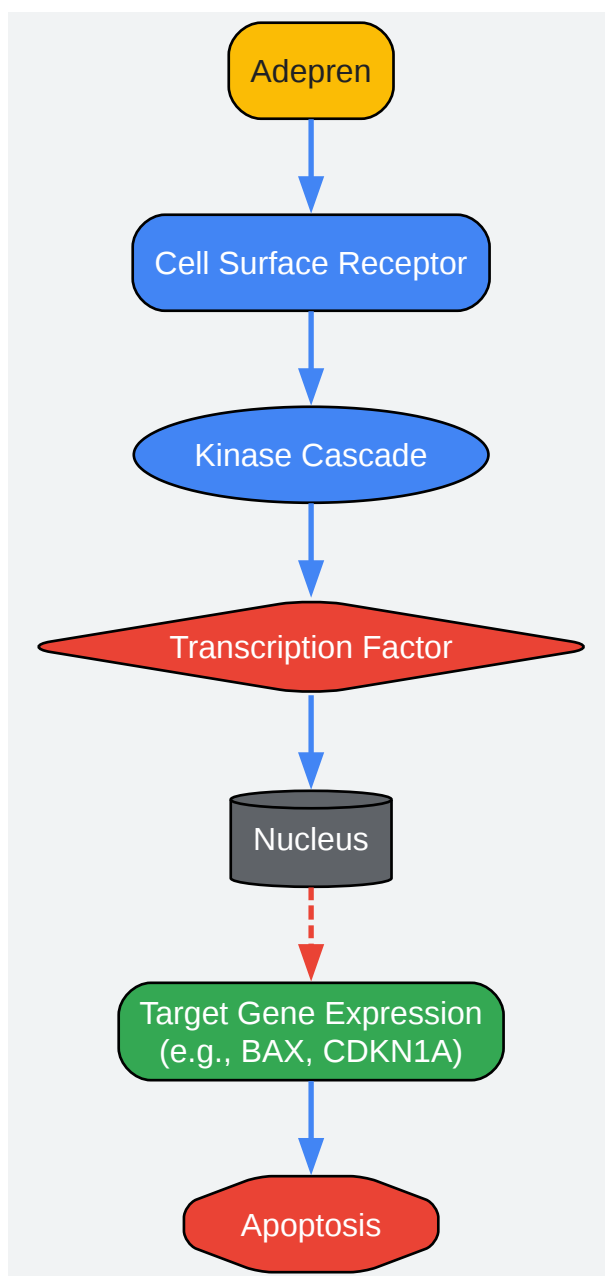 Adepren
Cell Surface Receptor
Kinase Cascade
Transcription Factor
Nucleus
Target Gene Expression
(e.g., BAX, CDKN1A)
Apoptosis